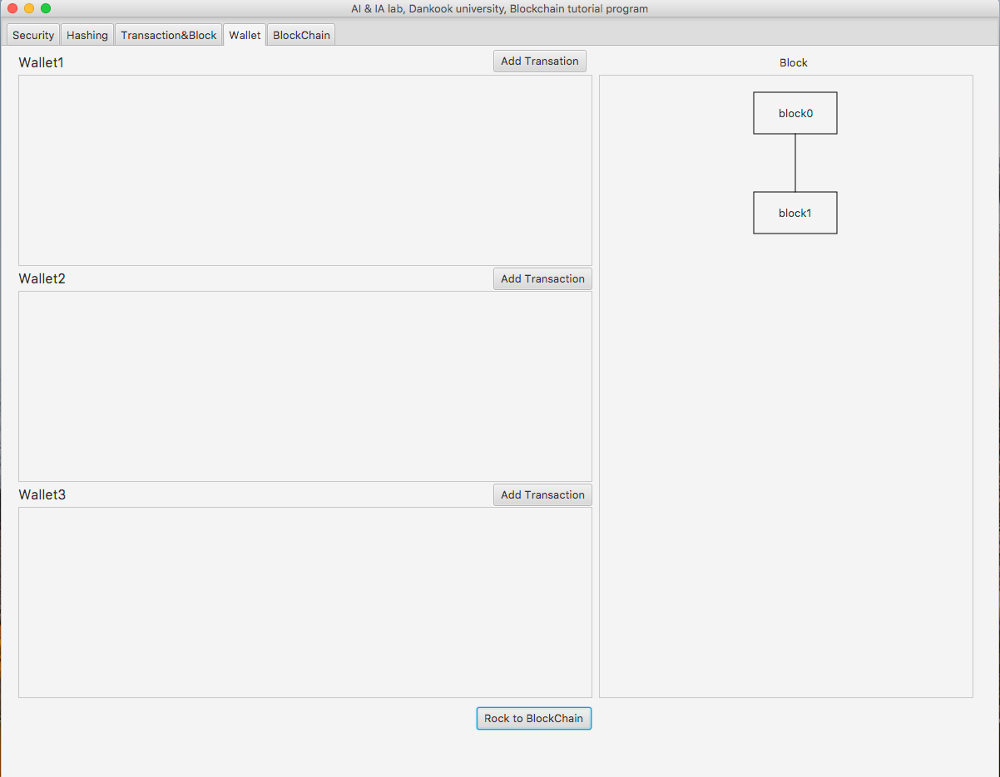 AI & IA lab, Dankook university, Blockchain tutorial program
Security Hashing Transaction&Block Wallet BlockChain
Wallet1 Add Transation Block
block0
block1
Wallet2 Add Transaction
Wallet3 Add Transaction
Rock to BlockChain